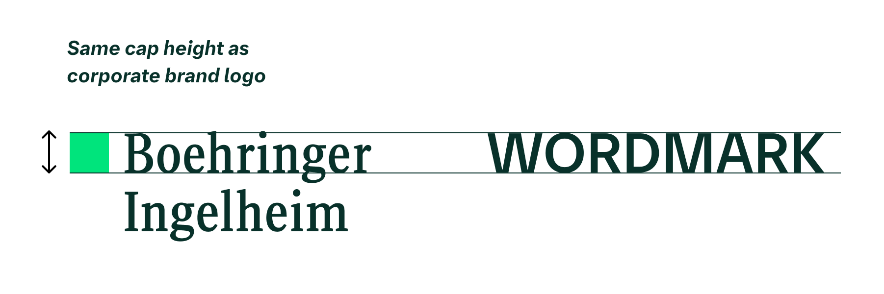 Same cap height as
corporate brand logo
Boehringer WORDMARK
Ingelheim